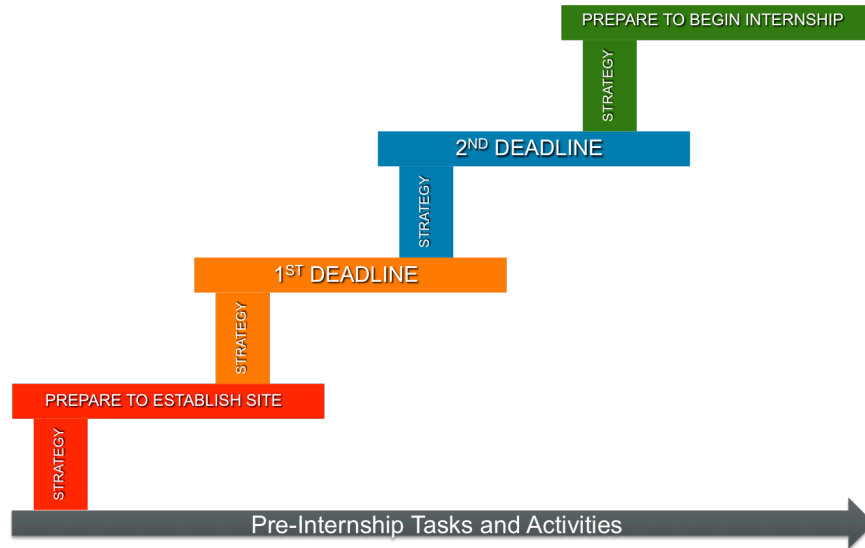 PREPARE TO BEGIN INTERNSHIP
STRATEGY
2ND DEADLINE
STRATEGY
1ST DEADLINE
STRATEGY
PREPARE TO ESTABLISH SITE
STRATEGY
Pre-Internship Tasks and Activities